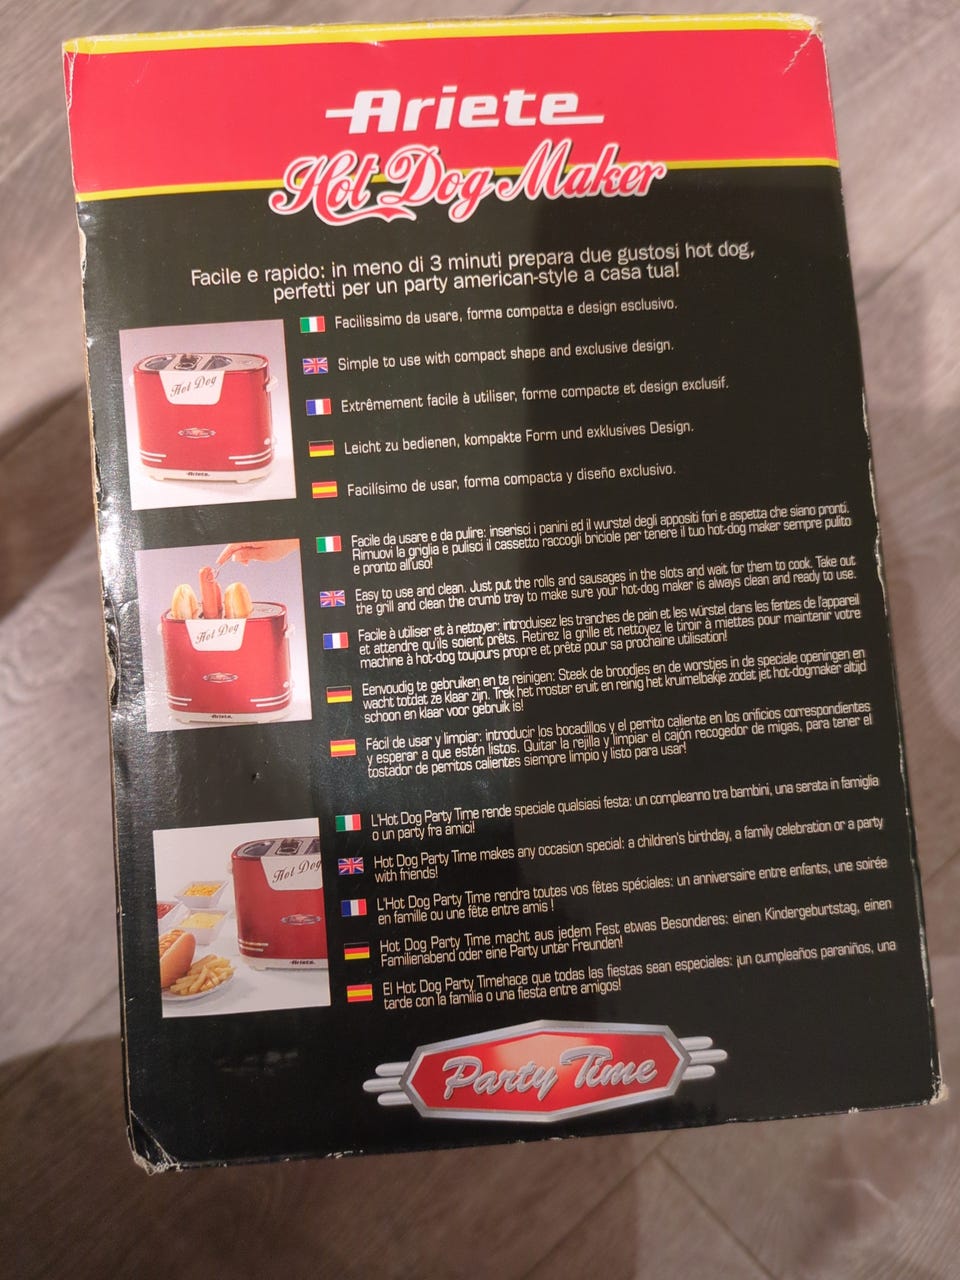 Ariete
Hot Dog Maker
Facile e rapido: in meno di 3 minuti prepara due gustosi hot dog,
perfetti per un party american-style a casa tua!
Facilissimo da usare, forma compatta e design esclusivo.
Simple to use with compact shape and exclusive design.
Extrêmement facile à utiliser, forme compacte et design exclusif.
Leicht zu bedienen, kompakte Form und exklusives Design.
Facilísimo de usar, forma compacta y diseño exclusivo.
Hot Dog
Party Time
Ariete
Facile da usare e da pulire: inserisci i panini ed il wurstel degli appositi fori e aspetta che siano pronti.
Rimuovi la griglia e pulisci il cassetto raccogli briciole per tenere il tuo hot-dog maker sempre pulito
e pronto all'uso!
Easy to use and clean. Just put the rolls and sausages in the slots and wait for them to cook. Take out
the grill and clean the crumb tray to make sure your hot-dog maker is always clean and ready to use.
Facile à utiliser et à nettoyer: introduisez les tranches de pain et les würstel dans les fentes de l'appareil
et attendre qu'ils soient prêts. Retirez la grille et nettoyez le tiroir à miettes pour maintenir votre
machine à hot-dog toujours propre et prête pour sa prochaine utilisation!
Eenvoudig te gebruiken en te reinigen: Steek de broodjes en de worstjes in de speciale openingen en
wacht totdat ze klaar zijn. Trek het rooster eruit en reinig het kruimelbakje zodat jet hot-dogmaker altijd
schoon en klaar voor gebruik is!
Fácil de usar y limpiar: introducir los bocadillos y el perrito caliente en los orificios correspondientes
y esperar a que estén listos. Quitar la rejilla y limpiar el cajón recogedor de migas, para tener el
tostador de perritos calientes siempre limpio y listo para usar!
Hot Dog
Ariete
L'Hot Dog Party Time rende speciale qualsiasi festa: un compleanno tra bambini, una serata in famiglia
o un party fra amici!
Hot Dog Party Time makes any occasion special: a children's birthday, a family celebration or a party
with friends!
L'Hot Dog Party Time rendra toutes vos fêtes spéciales: un anniversaire entre enfants, une soirée
en famille ou une fête entre amis !
Hot Dog Party Time macht aus jedem Fest etwas Besonderes: einen Kindergeburtstag, einen
Familienabend oder eine Party unter Freunden!
El Hot Dog Party Timehace que todas las fiestas sean especiales: ¡un cumpleaños paraniños, una
tarde con la familia o una fiesta entre amigos!
Hot Dog
Ariete
Party Time